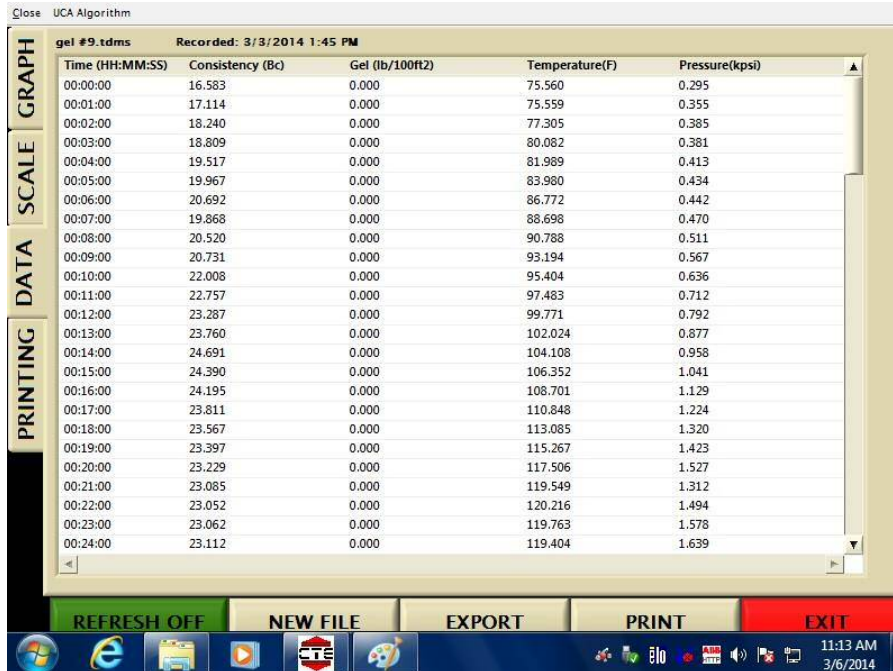 Close UCA Algorithm
gel #9.tdms Recorded: 3/3/2014 1:45 PM
GRAPH
SCALE
DATA
PRINTING
Time (HH:MM:SS) Consistency (Bc) Gel (lb/100ft2) Temperature(F) Pressure(kpsi)
00:00:00 16.583 0.000 75.560 0.295
00:01:00 17.114 0.000 75.559 0.355
00:02:00 18.240 0.000 77.305 0.385
00:03:00 18.809 0.000 80.082 0.381
00:04:00 19.517 0.000 81.989 0.413
00:05:00 19.967 0.000 83.980 0.434
00:06:00 20.692 0.000 86.772 0.442
00:07:00 19.868 0.000 88.698 0.470
00:08:00 20.520 0.000 90.788 0.511
00:09:00 20.731 0.000 93.194 0.567
00:10:00 22.008 0.000 95.404 0.636
00:11:00 22.757 0.000 97.483 0.712
00:12:00 23.287 0.000 99.771 0.792
00:13:00 23.760 0.000 102.024 0.877
00:14:00 24.691 0.000 104.108 0.958
00:15:00 24.390 0.000 106.352 1.041
00:16:00 24.195 0.000 108.701 1.129
00:17:00 23.811 0.000 110.848 1.224
00:18:00 23.567 0.000 113.085 1.320
00:19:00 23.397 0.000 115.267 1.423
00:20:00 23.229 0.000 117.506 1.527
00:21:00 23.085 0.000 119.549 1.312
00:22:00 23.052 0.000 120.216 1.494
00:23:00 23.062 0.000 119.763 1.578
00:24:00 23.112 0.000 119.404 1.639
REFRESH OFF NEW FILE EXPORT PRINT EXIT
CTE
ABB
HTTP
11:13 AM
3/6/2014